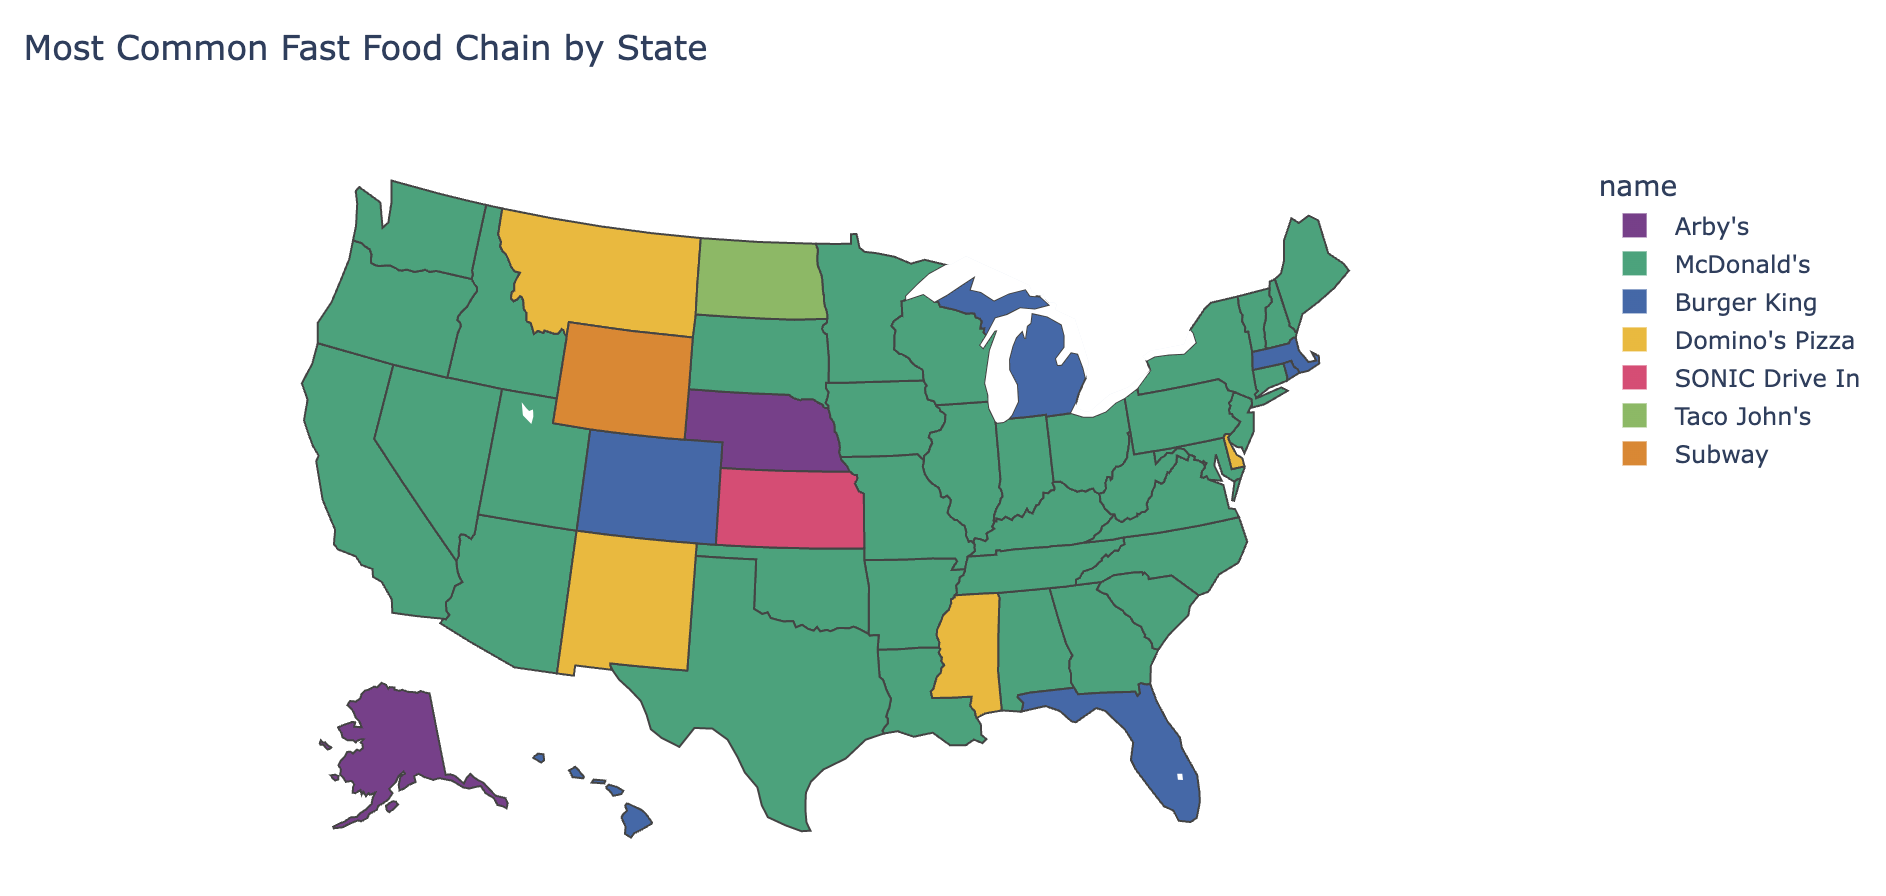 Most Common Fast Food Chain by State
name
Arby's
McDonald's
Burger King
Domino's Pizza
SONIC Drive In
Taco John's
Subway